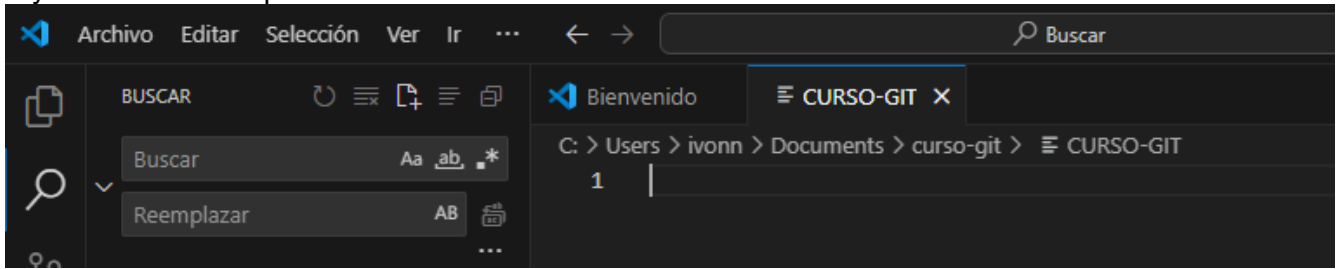 Archivo Editar Selección Ver Ir ··· Buscar
BUSCAR
Bienvenido CURSO-GIT
Buscar Aa ab
C: > Users > ivonn > Documents > curso-git > CURSO-GIT
1
Reemplazar AB